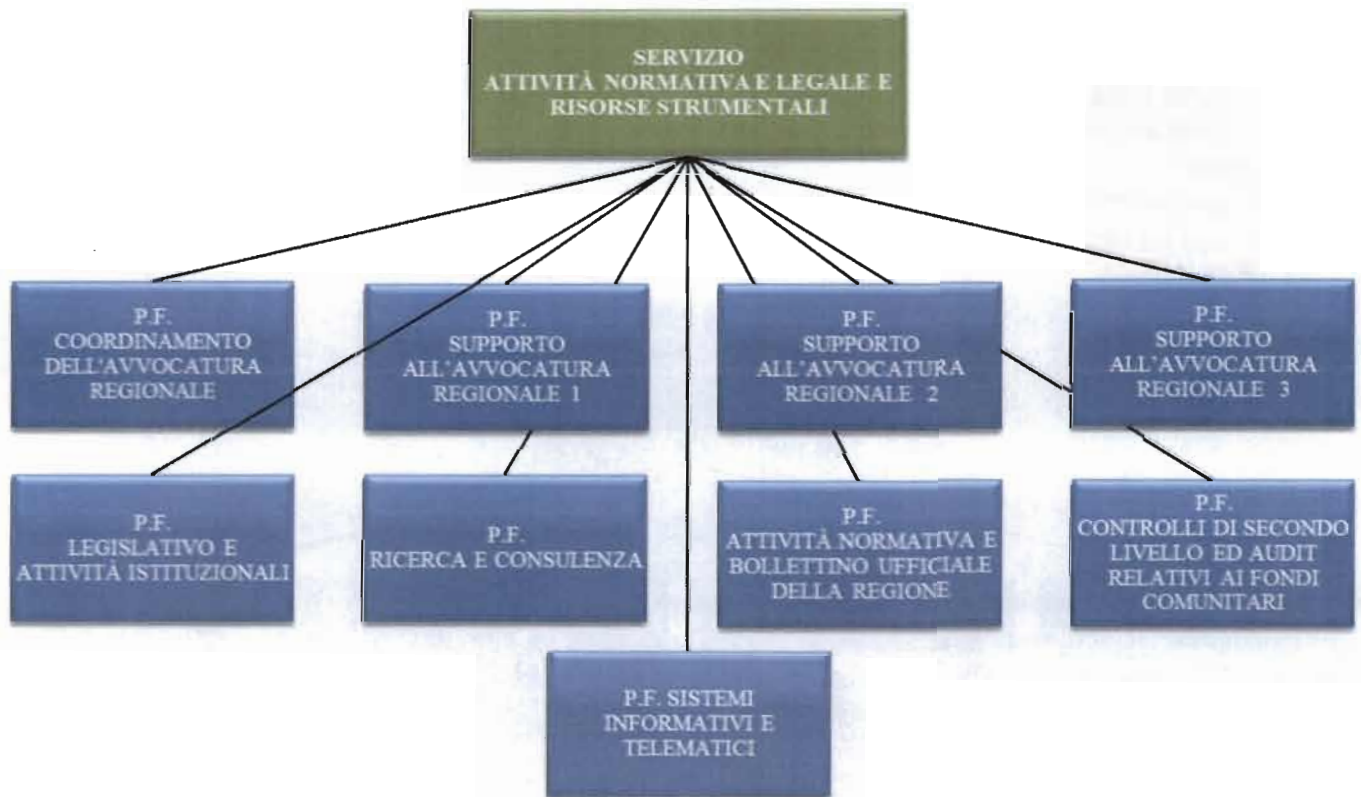 SERVIZIO
ATTIVITÀ NORMATIVA E LEGALE E
RISORSE STRUMENTALI
P.F.
COORDINAMENTO
DELL'AVVOCATURA
REGIONALE
P.F.
SUPPORTO
ALL'AVVOCATURA
REGIONALE 1
P.F.
SUPPORTO
ALL'AVVOCATURA
REGIONALE 2
P.F.
SUPPORTO
ALL'AVVOCATURA
REGIONALE 3
P.F.
LEGISLATIVO E
ATTIVITÀ ISTITUZIONALI
P.F.
RICERCA E CONSULENZA
P.F.
ATTIVITÀ NORMATIVA E
BOLLETTINO UFFICIALE
DELLA REGIONE
P.F.
CONTROLLI DI SECONDO
LIVELLO ED AUDIT
RELATIVI AI FONDI
COMUNITARI
P.F. SISTEMI
INFORMATIVI E
TELEMATICI